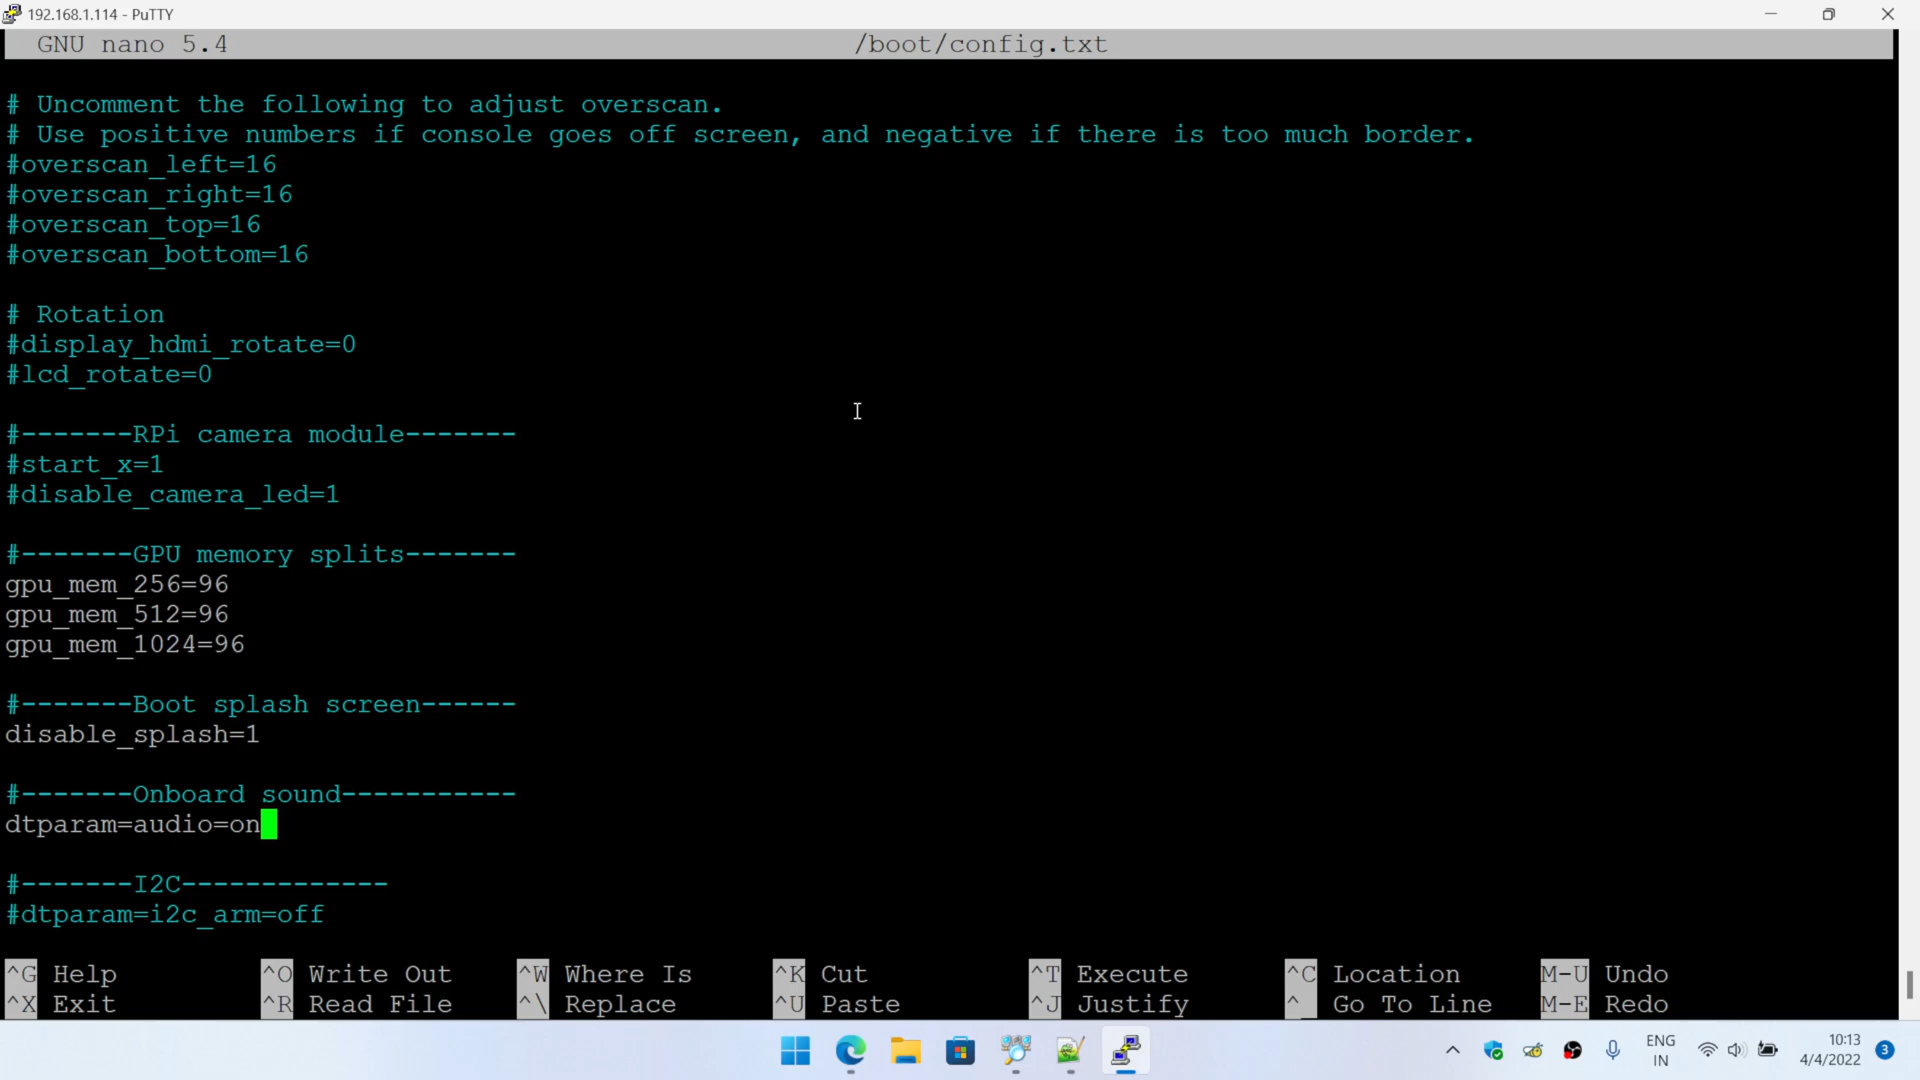 192.168.1.114 - PuTTY
GNU nano 5.4 /boot/config.txt
# Uncomment the following to adjust overscan.
# Use positive numbers if console goes off screen, and negative if there is too much border.
#overscan_left=16
#overscan_right=16
#overscan_top=16
#overscan_bottom=16
# Rotation
#display_hdmi_rotate=0
#lcd_rotate=0
#-------RPi camera module-------
#start_x=1
#disable_camera_led=1
#-------GPU memory splits-------
gpu_mem_256=96
gpu_mem_512=96
gpu_mem_1024=96
#-------Boot splash screen------
disable_splash=1
#-------Onboard sound-----------
dtparam=audio=on
#-------I2C-------------
#dtparam=i2c_arm=off
^G Help ^O Write Out ^W Where Is ^K Cut ^T Execute ^C Location M-U Undo
^X Exit ^R Read File ^\ Replace ^U Paste ^J Justify ^_ Go To Line M-E Redo
ENG
IN
10:13
4/4/2022
3